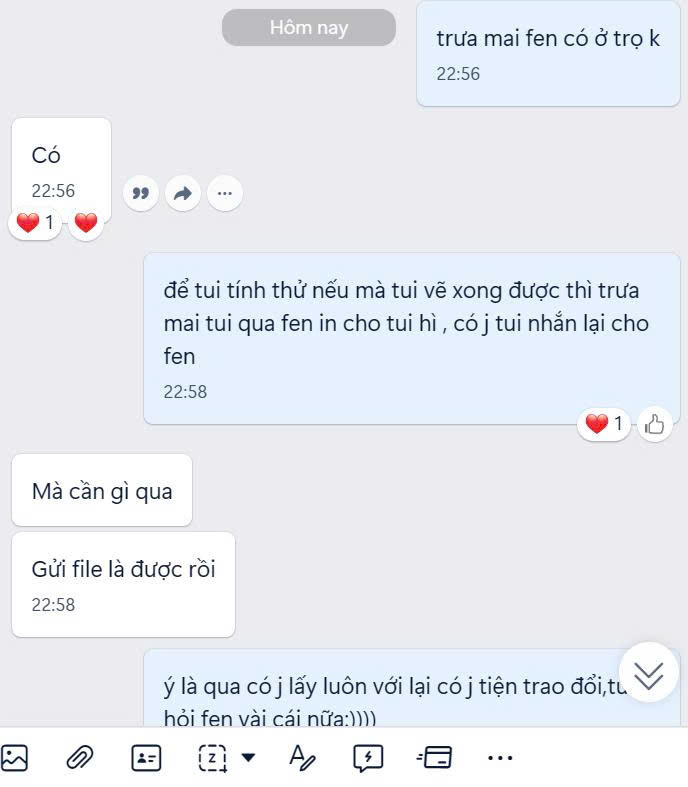 Hôm nay
trưa mai fen có ở trọ k
22:56
Có
22:56
1
để tui tính thử nếu mà tui vẽ xong được thì trưa
mai tui qua fen in cho tui hì , có j tui nhắn lại cho
fen
22:58
1
Mà cần gì qua
Gửi file là được rồi
22:58
ý là qua có j lấy luôn với lại có j tiện trao đổi,
hỏi fen vài cái nữa:))))